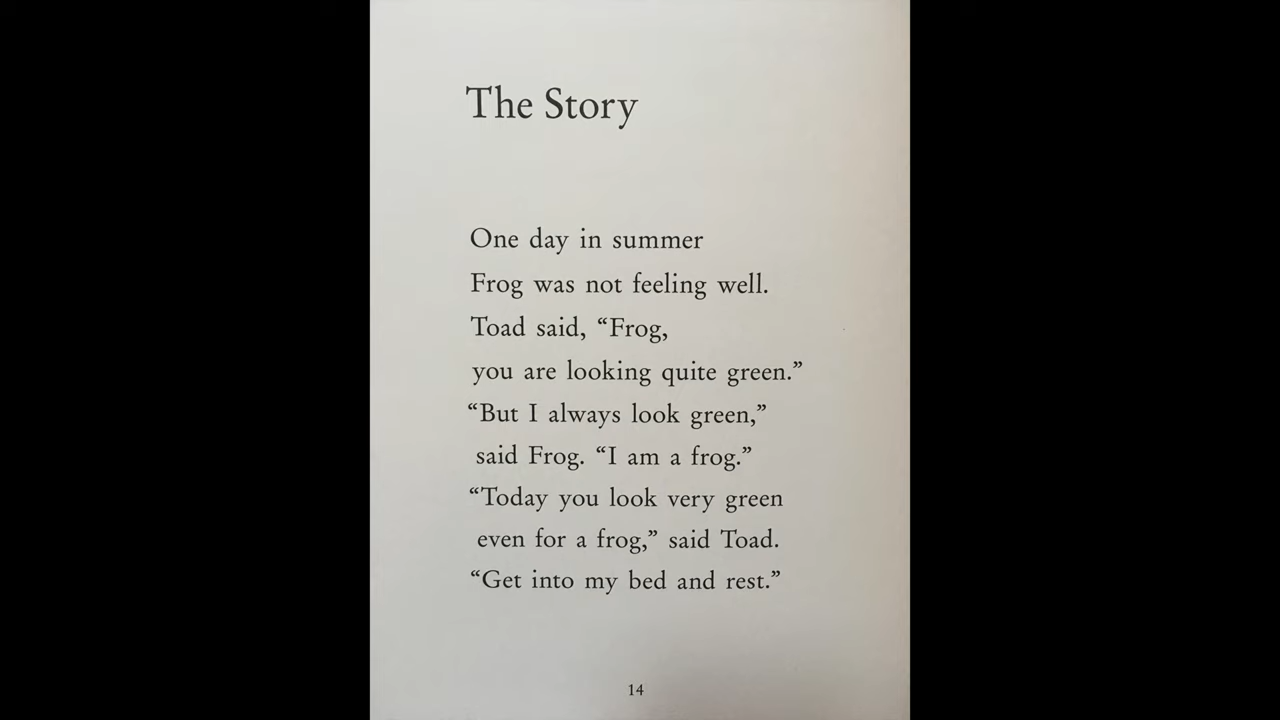 The Story
One day in summer
Frog was not feeling well.
Toad said, “Frog,
you are looking quite green.”
“But I always look green,”
said Frog. “I am a frog.”
“Today you look very green
even for a frog,” said Toad.
“Get into my bed and rest.”
14